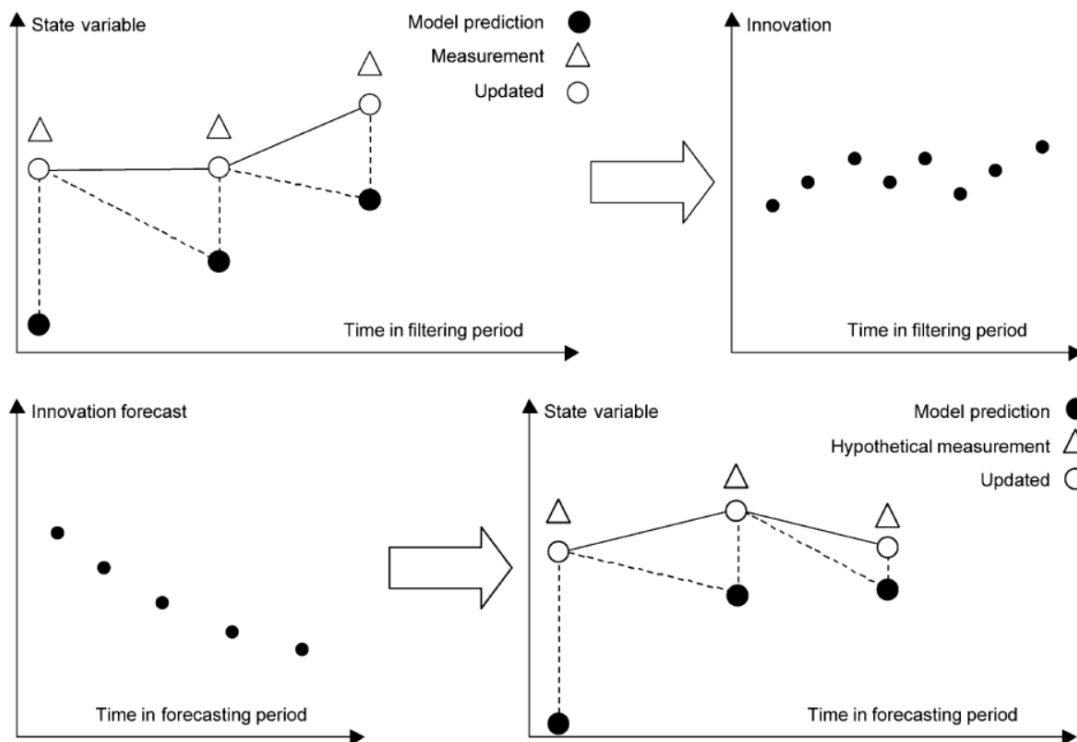 State variable
Model prediction
Measurement
Updated
Time in filtering period
Innovation
Time in filtering period
Innovation forecast
Time in forecasting period
State variable
Model prediction
Hypothetical measurement
Updated
Time in forecasting period